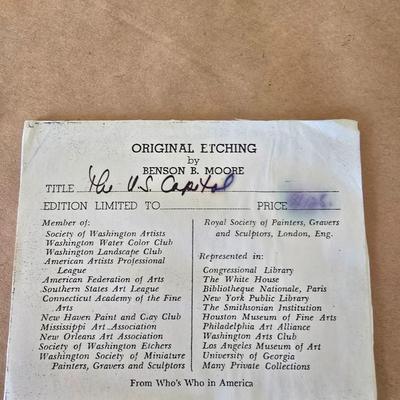 ORIGINAL ETCHING
by
BENSON B. MOORE
TITLE The U.S. Capitol
EDITION LIMITED TO PRICE
Member of:
Society of Washington Artists
Washington Water Color Club
Washington Landscape Club
American Artists Professional
League
American Federation of Arts
Southern States Art League
Connecticut Academy of the Fine
Arts
New Haven Paint and Clay Club
Mississippi Art Association
New Orleans Art Association
Society of Washington Etchers
Washington Society of Miniature
Painters, Gravers and Sculptors
Royal Society of Painters, Gravers
and Sculptors, London, Eng.
Represented in:
Congressional Library
The White House
Bibliotheque Nationale, Paris
New York Public Library
The Smithsonian Institution
Houston Museum of Fine Arts
Philadelphia Art Alliance
Washington Arts Club
Los Angeles Museum of Art
University of Georgia
Many Private Collections
From Who's Who in America